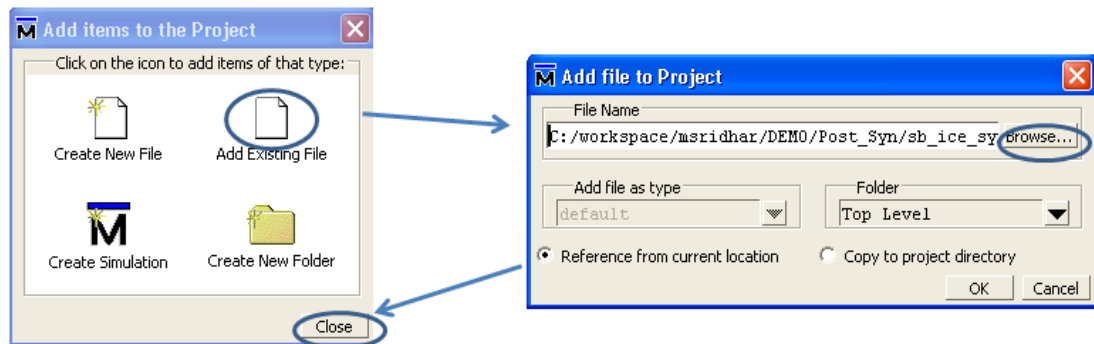 Add items to the Project
Click on the icon to add items of that type:
Create New File
Add Existing File
Create Simulation
Create New Folder
Close
Add file to Project
File Name
C:/workspace/msridhar/DEMO/Post_Syn/sb_ice_sy
Browse...
Add file as type
default
Folder
Top Level
Reference from current location
Copy to project directory
OK
Cancel